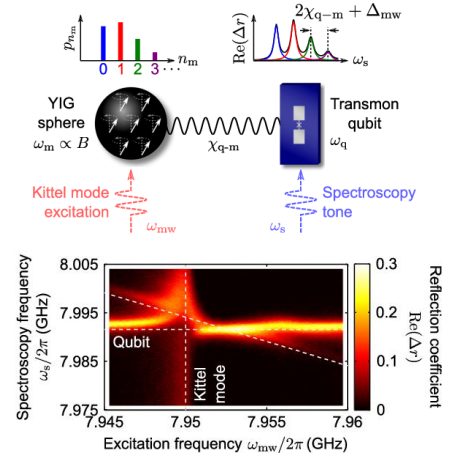 p_{n_m}
n_m
0 1 2 3 ···
Re(Δr)
2χ_{q-m} + Δ_{mw}
ω_s
YIG
sphere
ω_m ∝ B
χ_{q-m}
Transmon
qubit
ω_q
Kittel mode
excitation
ω_{mw}
Spectroscopy
tone
ω_s
Spectroscopy frequency
ω_s/2π (GHz)
8.004
7.995
7.985
7.975
Qubit
Kittel
mode
7.945 7.95 7.955 7.96
Excitation frequency ω_{mw}/2π (GHz)
0.3
0.2
0.1
0
Reflection coefficient
Re(Δr)